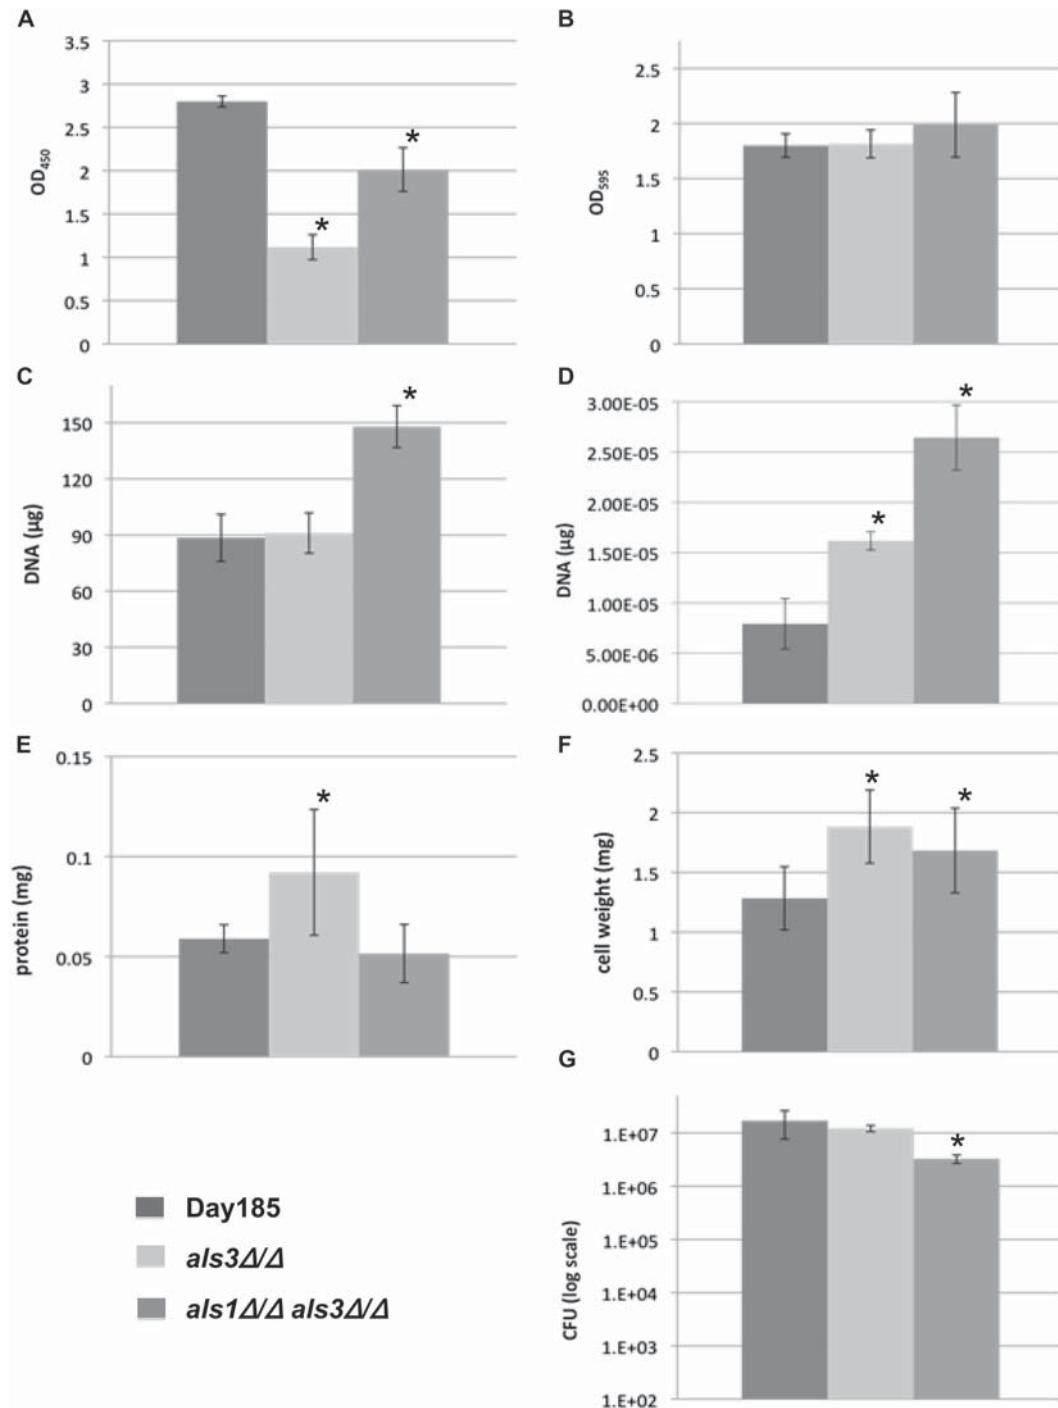 A
3.5
3
2.5
2
1.5
1
0.5
0
OD450
*
*
B
2.5
2
1.5
1
0.5
0
OD595
C
150
120
90
60
30
0
DNA (µg)
*
D
3.00E-05
2.50E-05
2.00E-05
1.50E-05
1.00E-05
5.00E-06
0.00E+00
DNA (µg)
*
*
E
0.15
0.1
0.05
0
protein (mg)
*
F
2.5
2
1.5
1
0.5
0
cell weight (mg)
*
*
G
1.E+07
1.E+06
1.E+05
1.E+04
1.E+03
1.E+02
CFU (log scale)
*
Day185
als3Δ/Δ
als1Δ/Δ als3Δ/Δ